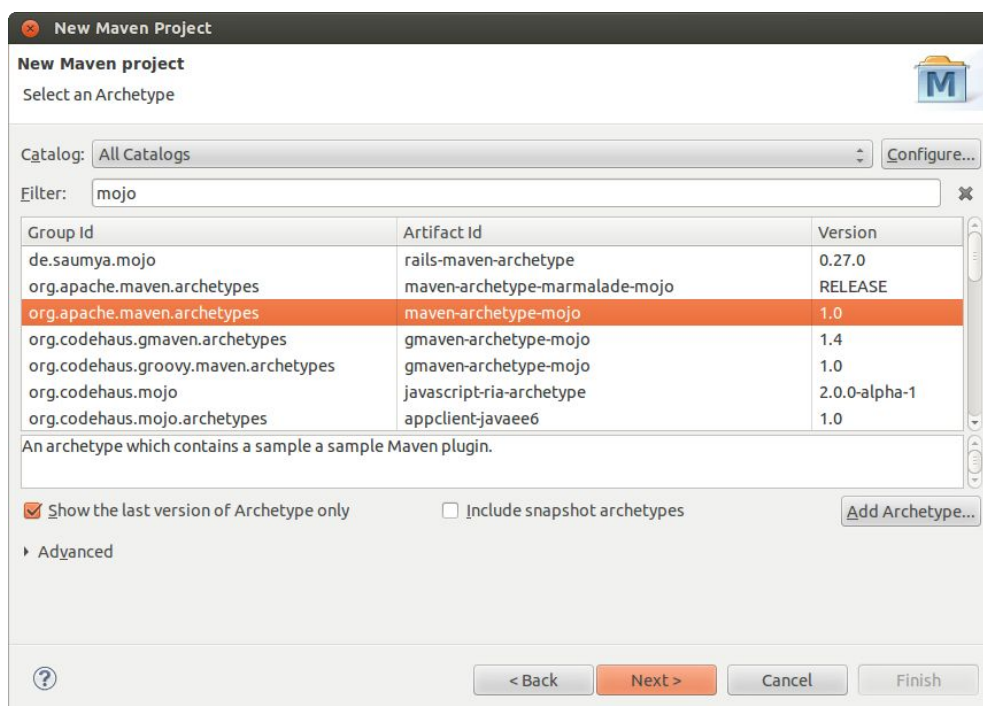 New Maven Project
New Maven project
Select an Archetype
M
Catalog: All Catalogs Configure...
Filter: mojo
Group Id Artifact Id Version
de.saumya.mojo rails-maven-archetype 0.27.0
org.apache.maven.archetypes maven-archetype-marmalade-mojo RELEASE
org.apache.maven.archetypes maven-archetype-mojo 1.0
org.codehaus.gmaven.archetypes gmaven-archetype-mojo 1.4
org.codehaus.groovy.maven.archetypes gmaven-archetype-mojo 1.0
org.codehaus.mojo javascript-ria-archetype 2.0.0-alpha-1
org.codehaus.mojo.archetypes appclient-javaee6 1.0
An archetype which contains a sample a sample Maven plugin.
Show the last version of Archetype only Include snapshot archetypes Add Archetype...
Advanced
? < Back Next > Cancel Finish